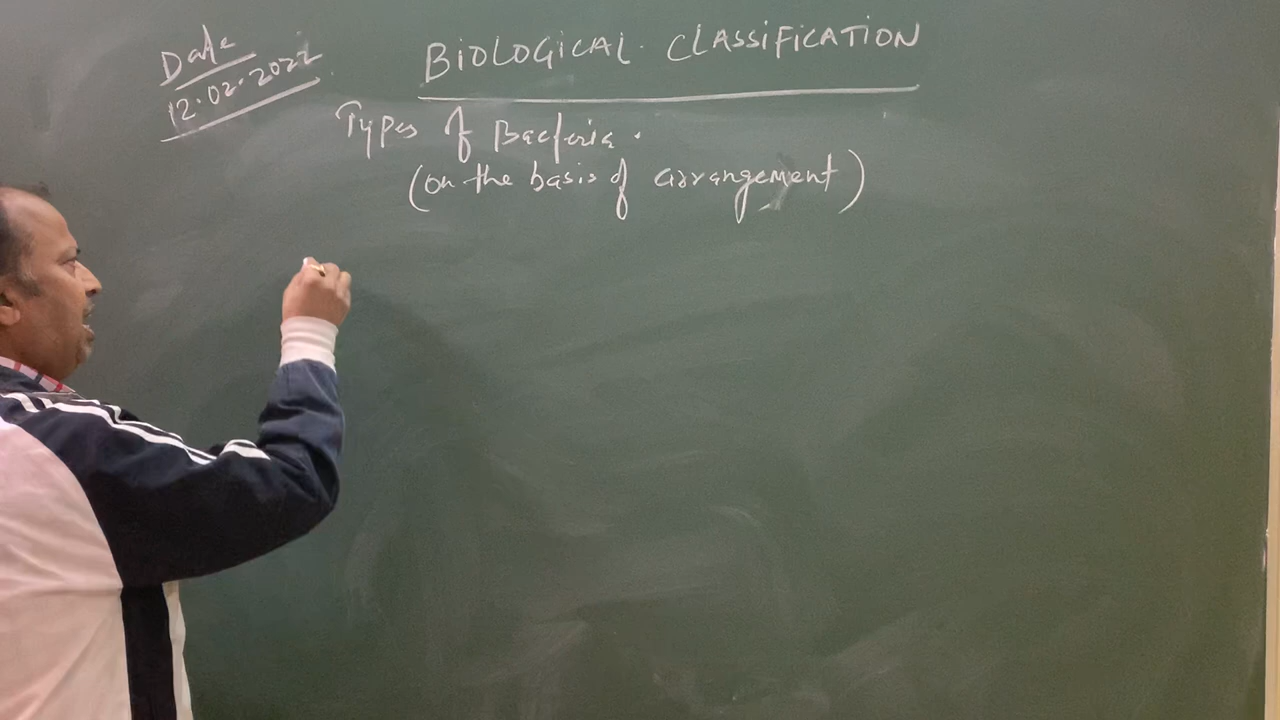 Date
12.02.2022
BIOLOGICAL CLASSIFICATION
Types of Bacteria.
(on the basis of arrangement)